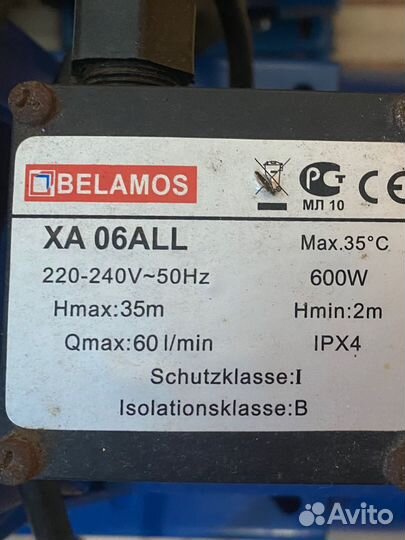 BELAMOS
РСТ
МЛ 10
CE
XA 06ALL
Max.35°C
220-240V~50Hz
600W
Hmax:35m
Hmin:2m
Qmax:60 l/min
IPX4
Schutzklasse:I
Isolationsklasse:B
Avito